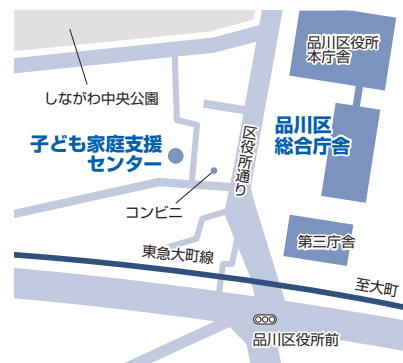 品川区役所
本庁舎
しながわ中央公園
子ども家庭支援
センター
品川区
総合庁舎
区役所通り
コンビニ
第三庁舎
東急大町線
至大町
品川区役所前